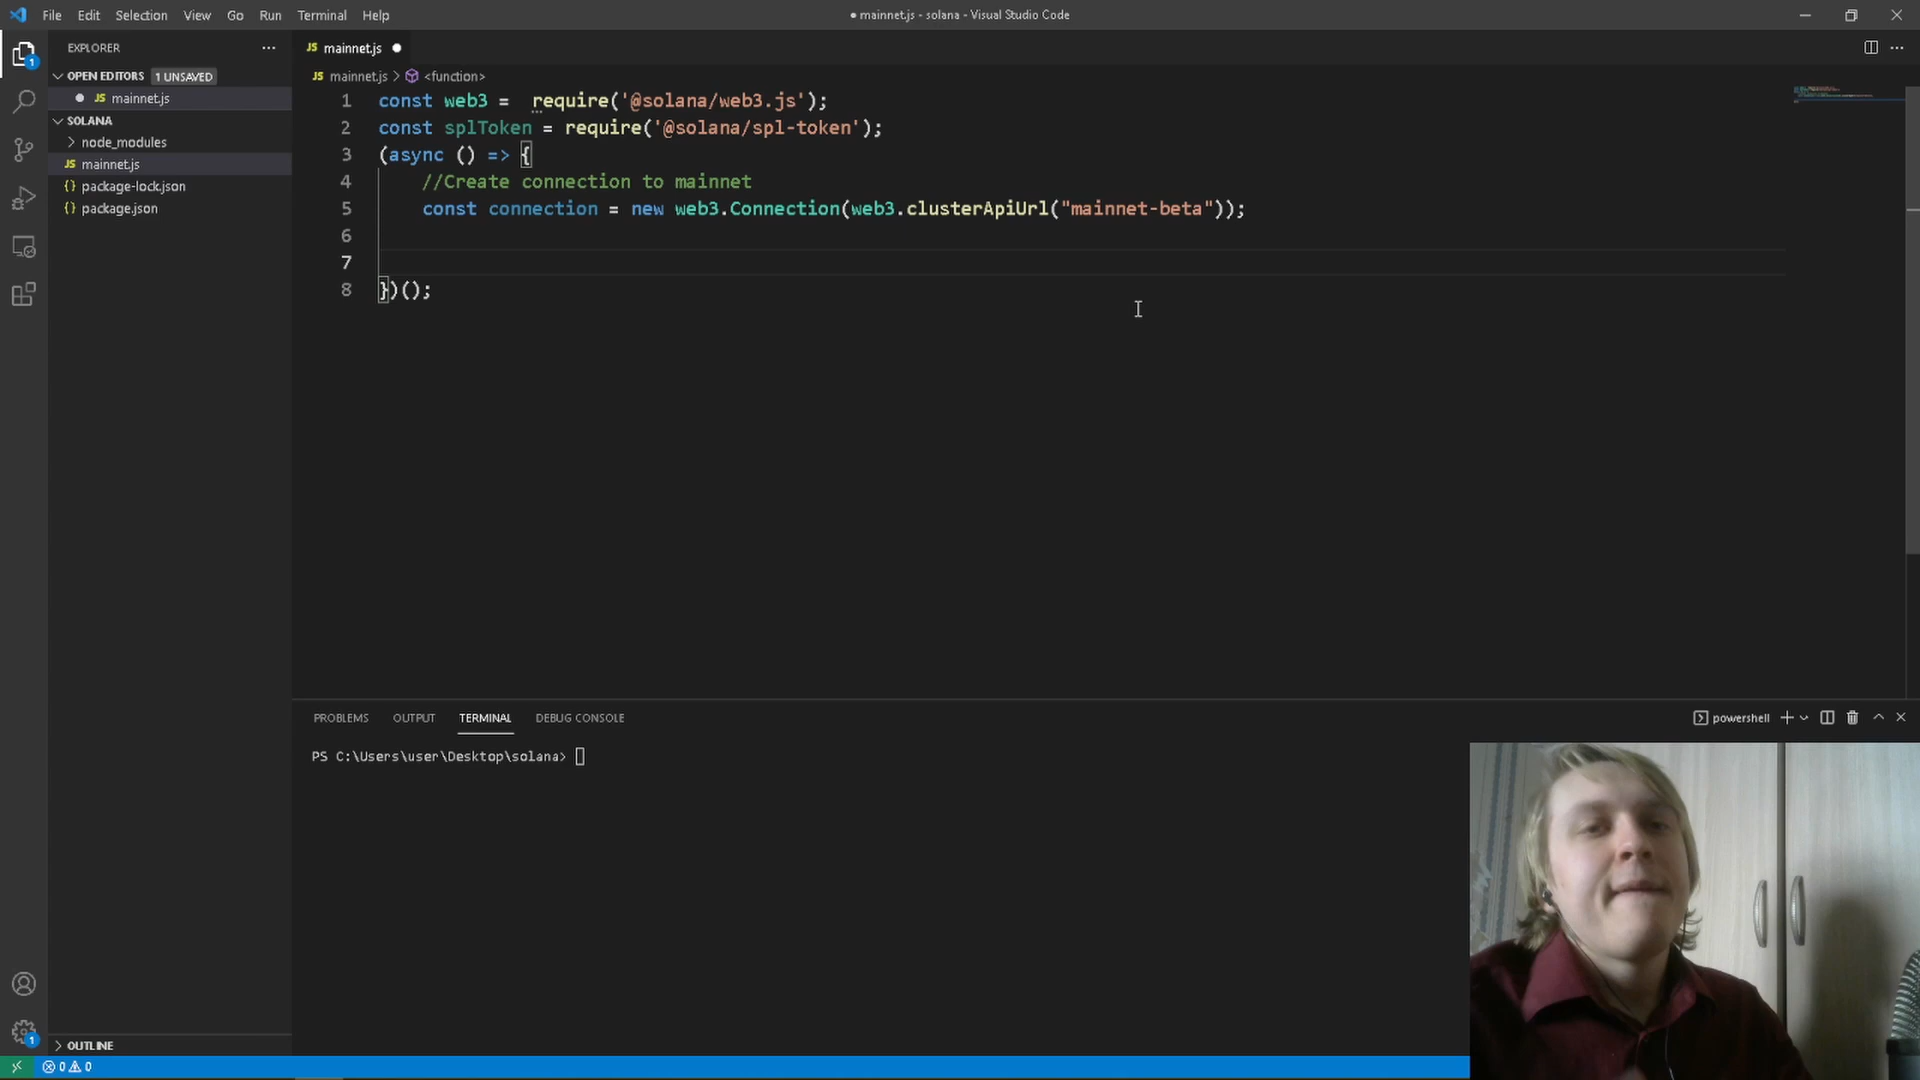 File Edit Selection View Go Run Terminal Help
● mainnet.js - solana - Visual Studio Code
EXPLORER
1
OPEN EDITORS 1 UNSAVED
● JS mainnet.js
SOLANA
node_modules
JS mainnet.js
{} package-lock.json
{} package.json
OUTLINE
JS mainnet.js ●
JS mainnet.js > <function>
1 const web3 =  require('@solana/web3.js');
2 const splToken = require('@solana/spl-token');
3 (async () => {
4     //Create connection to mainnet
5     const connection = new web3.Connection(web3.clusterApiUrl("mainnet-beta"));
6
7
8 })();
PROBLEMS OUTPUT TERMINAL DEBUG CONSOLE
powershell
PS C:\Users\user\Desktop\solana>
1
0 0